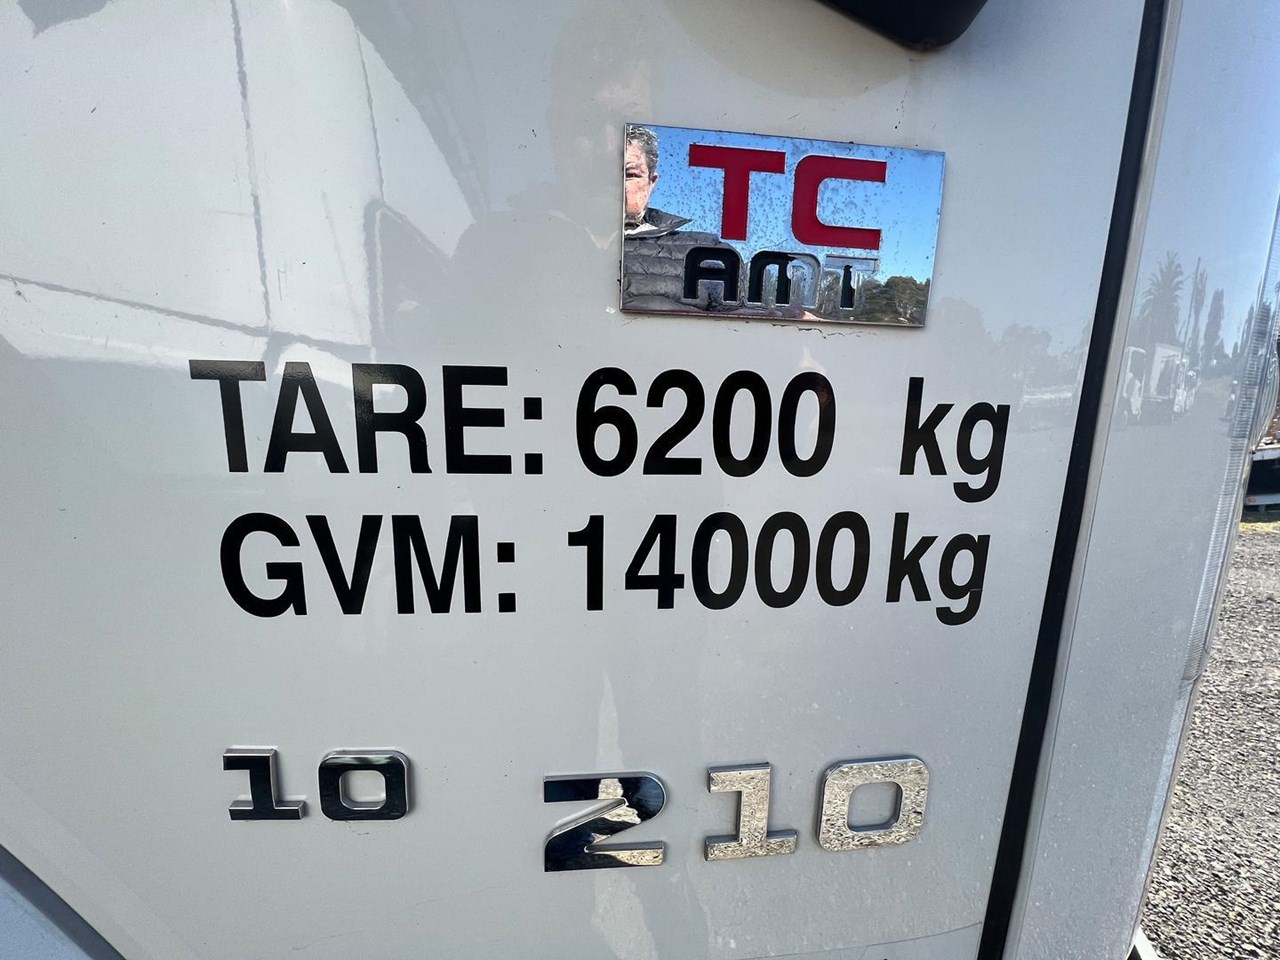 TC
AMT
TARE: 6200 kg
GVM: 14000 kg
10 210